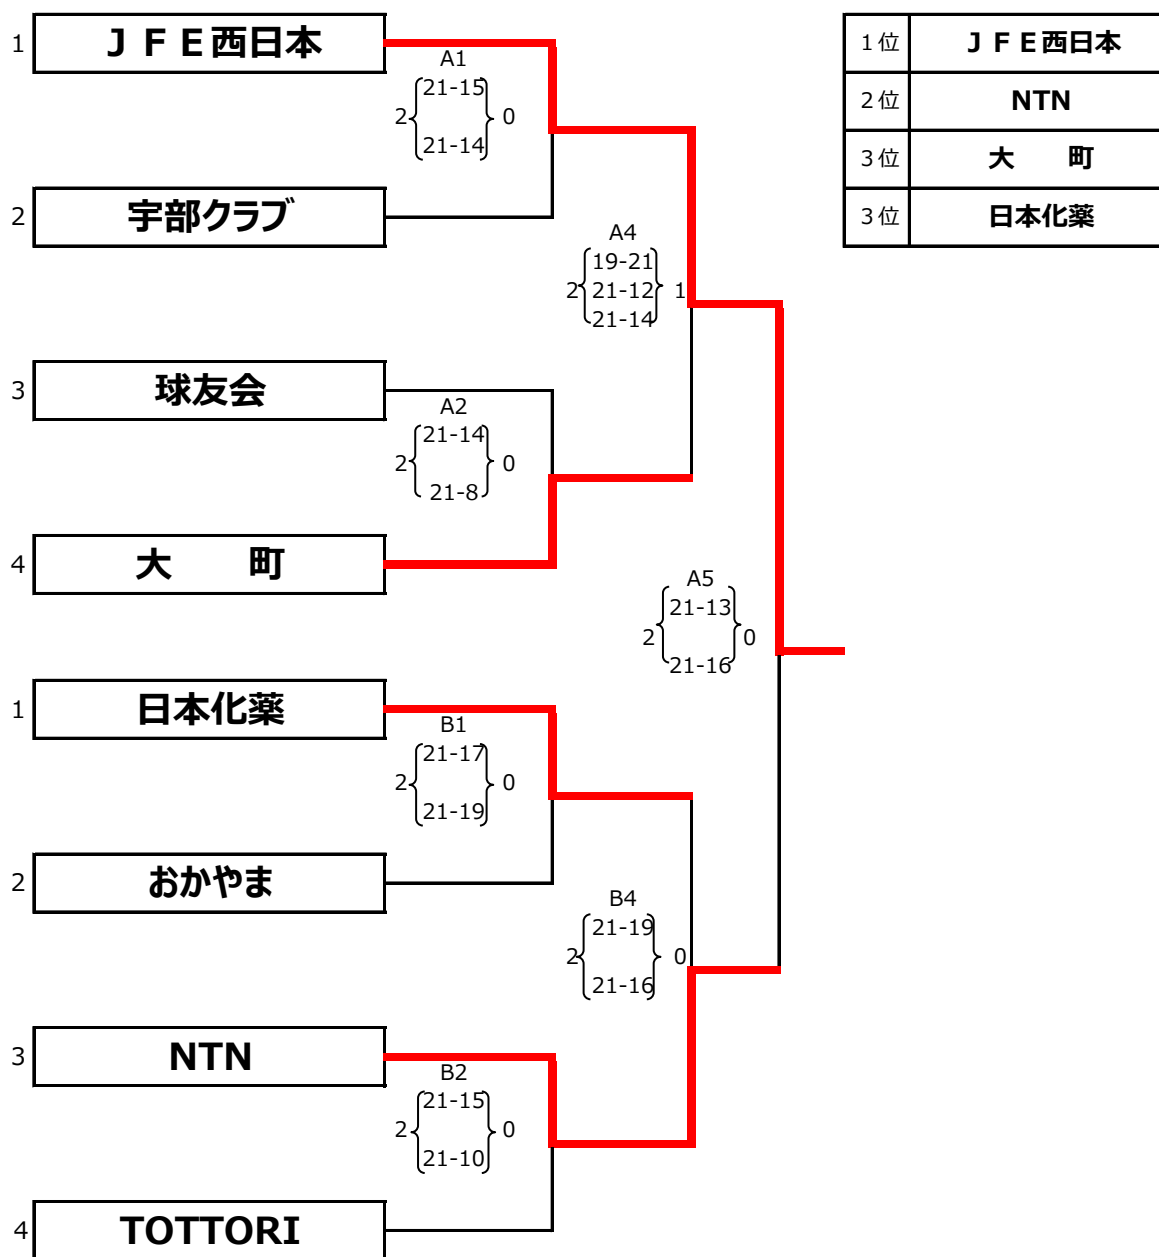 1 ＪＦＥ西日本
A1
21-15
2 0
21-14
2 宇部クラブ
A4
19-21
2 21-12 1
21-14
3 球友会
A2
21-14
2 0
21-8
4 大　　町
A5
21-13
2 0
21-16
1 日本化薬
B1
21-17
2 0
21-19
2 おかやま
B4
21-19
2 0
21-16
3 NTN
B2
21-15
2 0
21-10
4 TOTTORI
1位 ＪＦＥ西日本
2位 NTN
3位 大　　町
3位 日本化薬